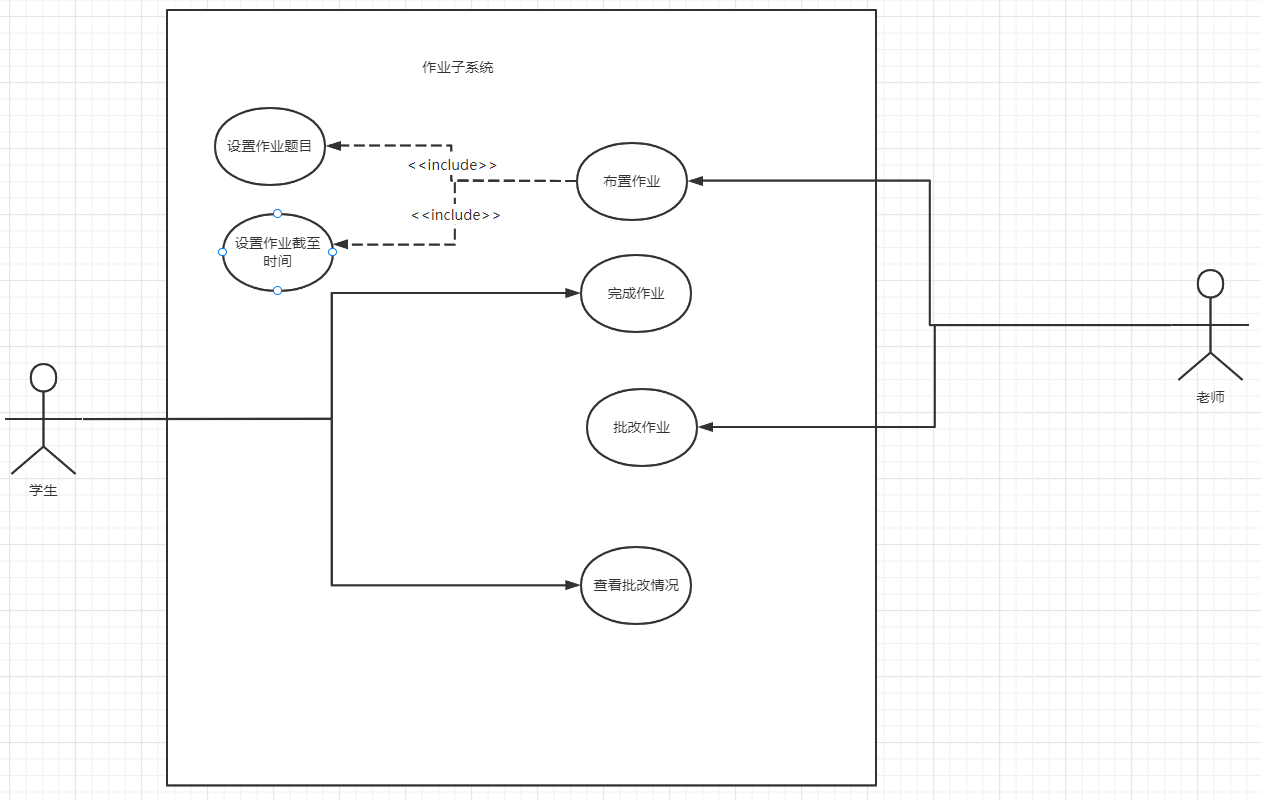 作业子系统
设置作业题目
<<include>>
布置作业
<<include>>
设置作业截至
时间
完成作业
老师
批改作业
学生
查看批改情况